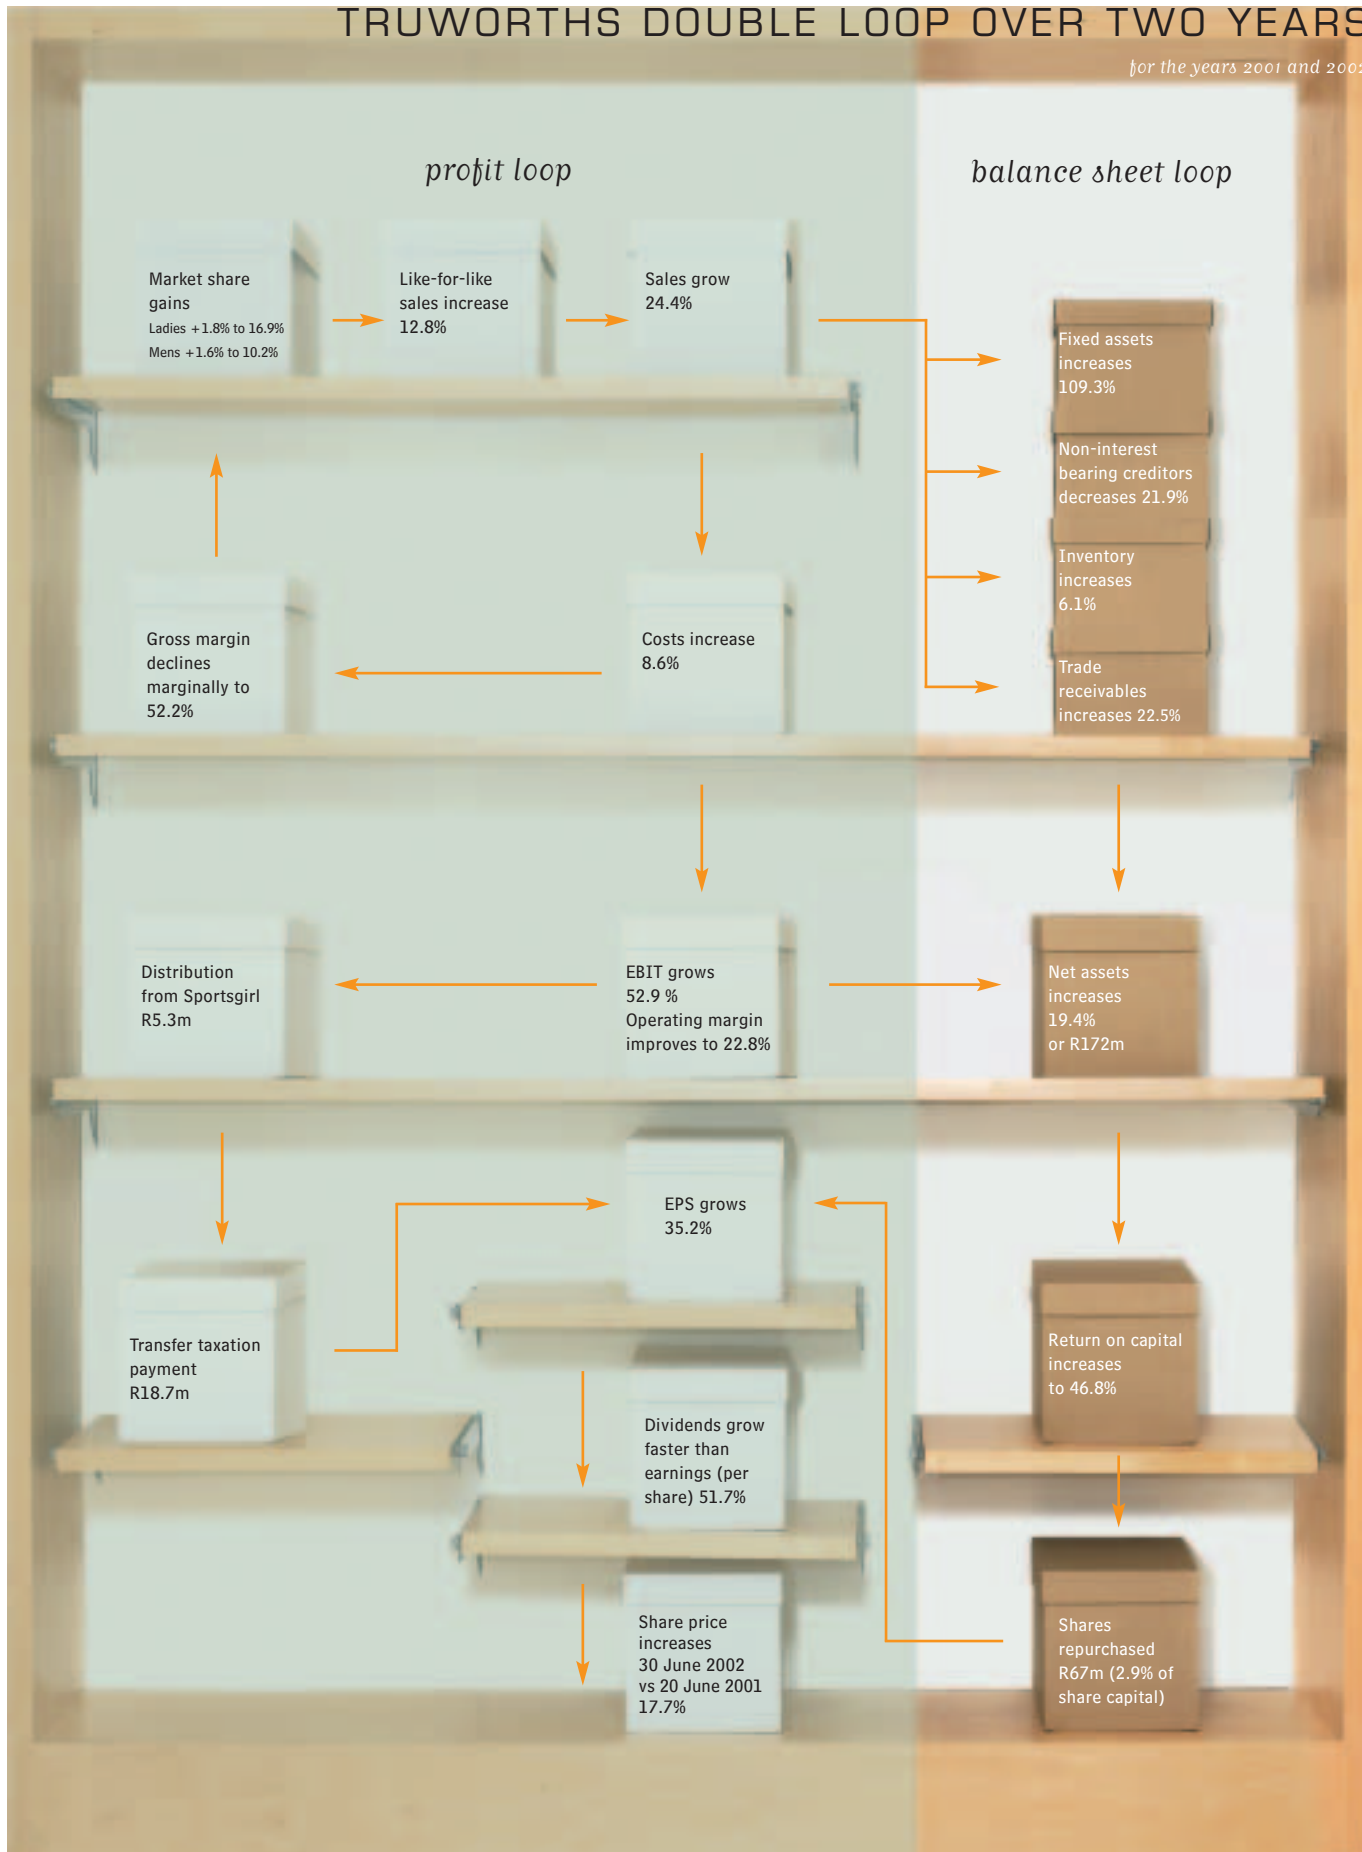 TRUWORTHS DOUBLE LOOP OVER TWO YEARS
for the years 2001 and 2002
profit loop
balance sheet loop
Market share
gains
Ladies +1.8% to 16.9%
Mens +1.6% to 10.2%
Like-for-like
sales increase
12.8%
Sales grow
24.4%
Fixed assets
increases
109.3%
Non-interest
bearing creditors
decreases 21.9%
Inventory
increases
6.1%
Trade
receivables
increases 22.5%
Gross margin
declines
marginally to
52.2%
Costs increase
8.6%
Distribution
from Sportsgirl
R5.3m
EBIT grows
52.9 %
Operating margin
improves to 22.8%
Net assets
increases
19.4%
or R172m
EPS grows
35.2%
Transfer taxation
payment
R18.7m
Return on capital
increases
to 46.8%
Dividends grow
faster than
earnings (per
share) 51.7%
Share price
increases
30 June 2002
vs 20 June 2001
17.7%
Shares
repurchased
R67m (2.9% of
share capital)